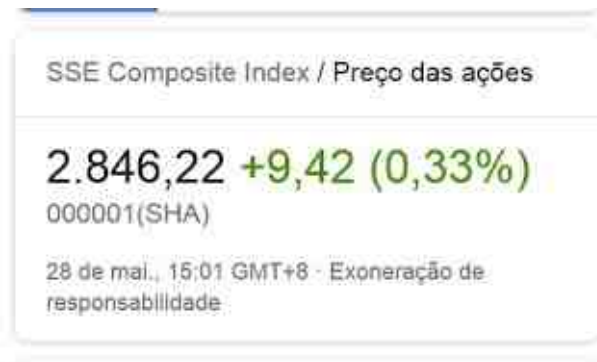 SSE Composite Index / Preço das ações
2.846,22 +9,42 (0,33%)
000001(SHA)
28 de mai., 15:01 GMT+8 · Exoneração de
responsabilidade